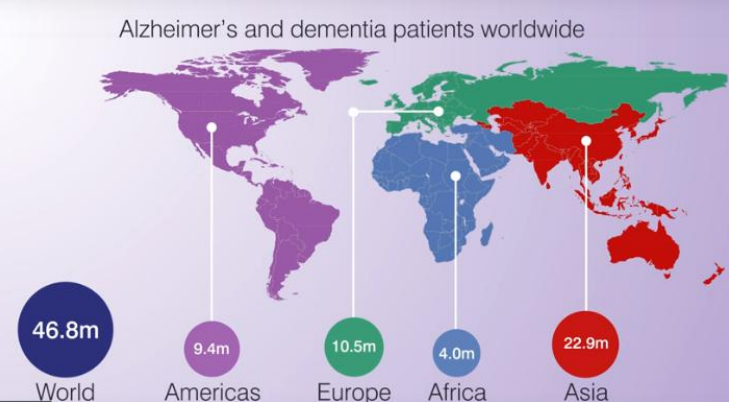 Alzheimer's and dementia patients worldwide
46.8m
9.4m
10.5m
4.0m
22.9m
World
Americas
Europe
Africa
Asia